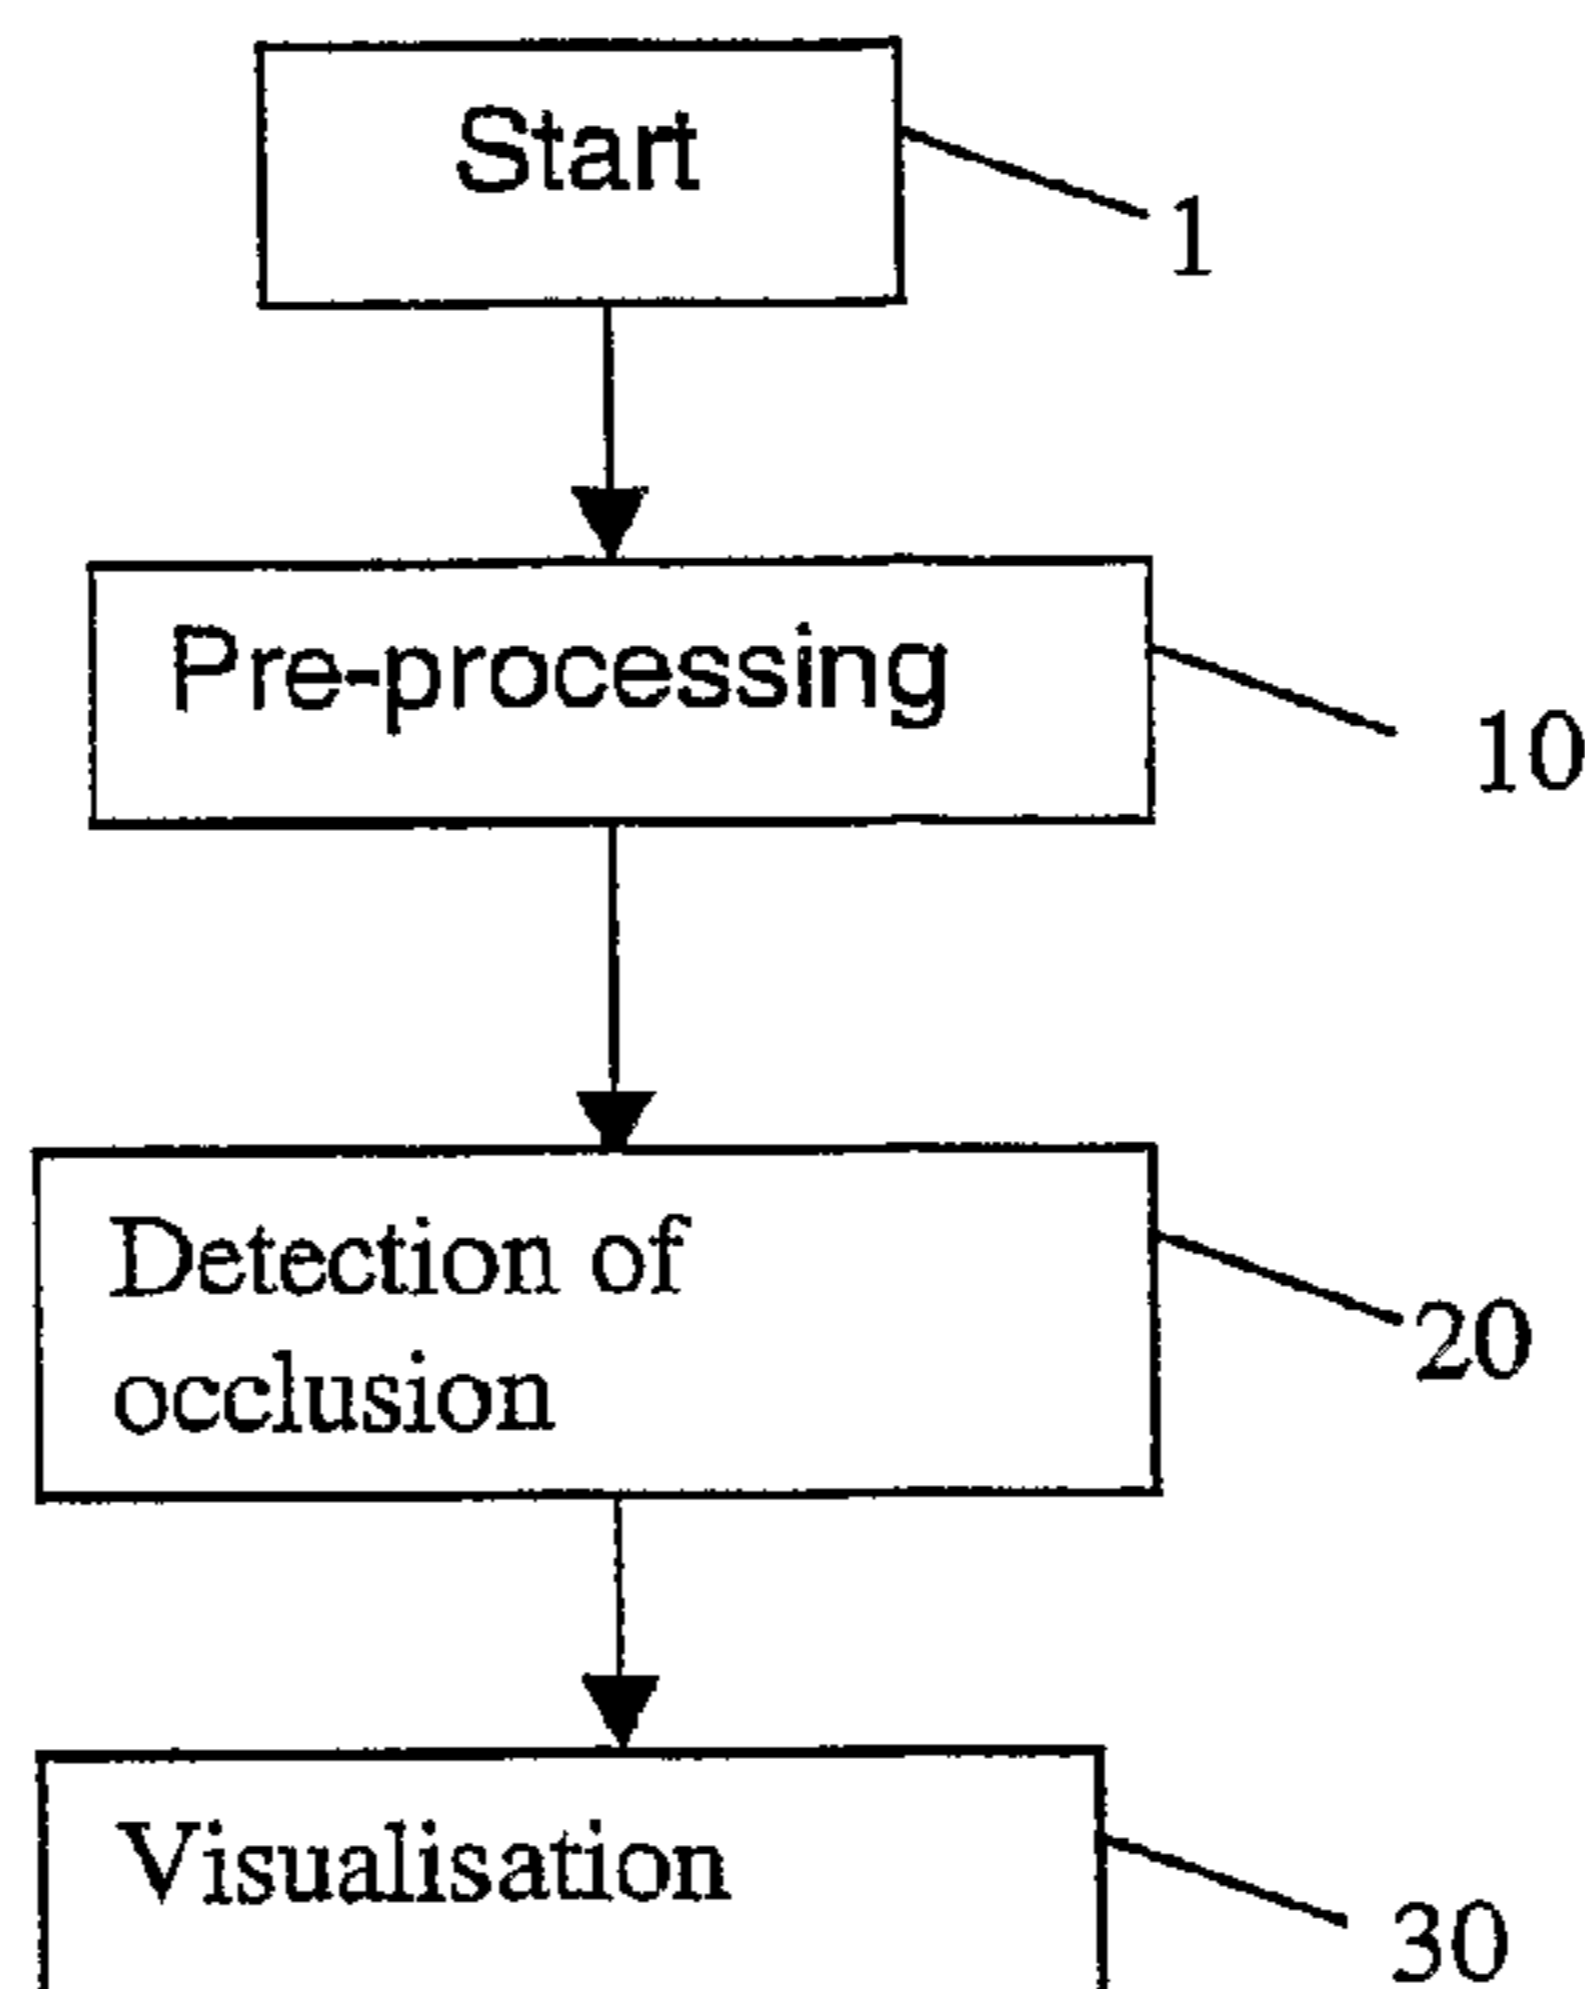 Start
1
Pre-processing
10
Detection of
occlusion
20
Visualisation
30